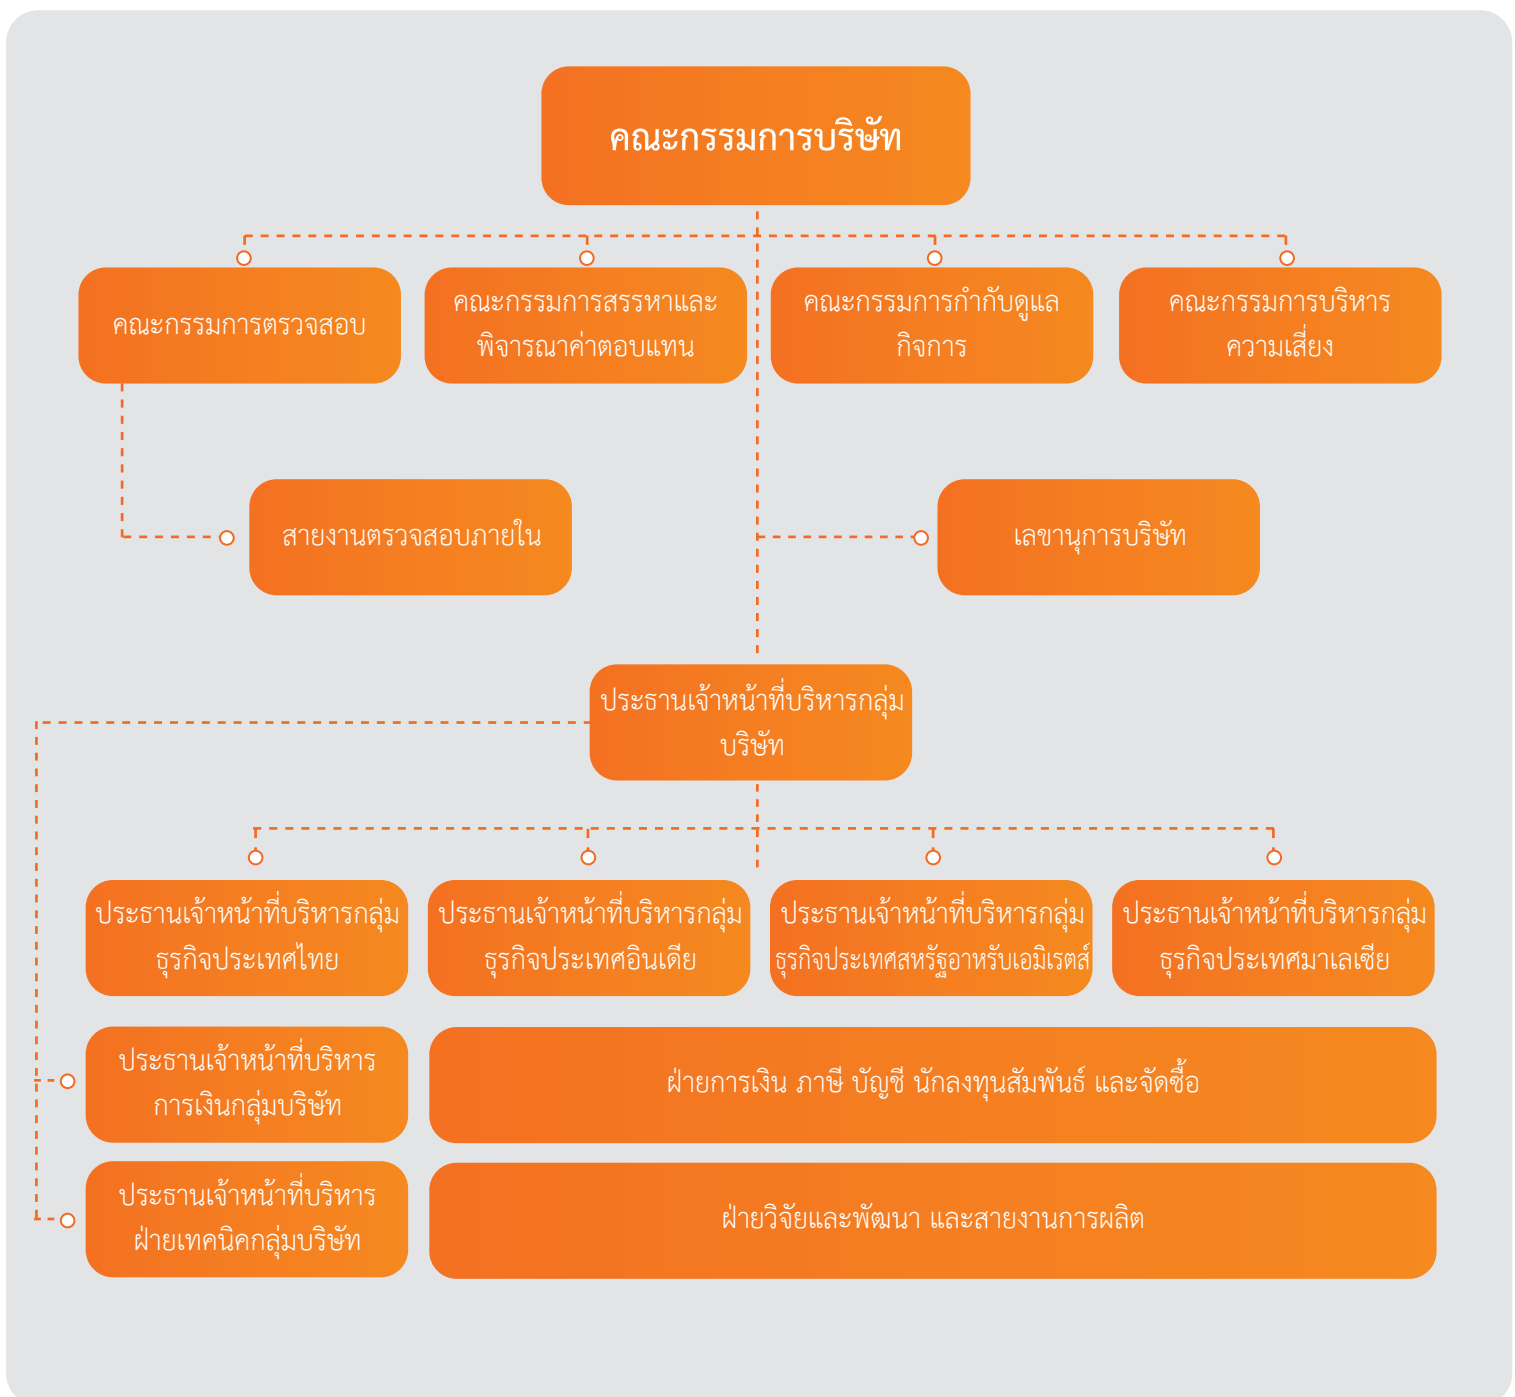 คณะกรรมการบริษัท
คณะกรรมการตรวจสอบ
คณะกรรมการสรรหาและ
พิจารณาค่าตอบแทน
คณะกรรมการกำกับดูแล
กิจการ
คณะกรรมการบริหาร
ความเสี่ยง
สายงานตรวจสอบภายใน
เลขานุการบริษัท
ประธานเจ้าหน้าที่บริหารกลุ่ม
บริษัท
ประธานเจ้าหน้าที่บริหารกลุ่ม
ธุรกิจประเทศไทย
ประธานเจ้าหน้าที่บริหารกลุ่ม
ธุรกิจประเทศอินเดีย
ประธานเจ้าหน้าที่บริหารกลุ่ม
ธุรกิจประเทศสหรัฐอาหรับเอมิเรตส์
ประธานเจ้าหน้าที่บริหารกลุ่ม
ธุรกิจประเทศมาเลเซีย
ประธานเจ้าหน้าที่บริหาร
การเงินกลุ่มบริษัท
ฝ่ายการเงิน ภาษี บัญชี นักลงทุนสัมพันธ์ และจัดซื้อ
ประธานเจ้าหน้าที่บริหาร
ฝ่ายเทคนิคกลุ่มบริษัท
ฝ่ายวิจัยและพัฒนา และสายงานการผลิต